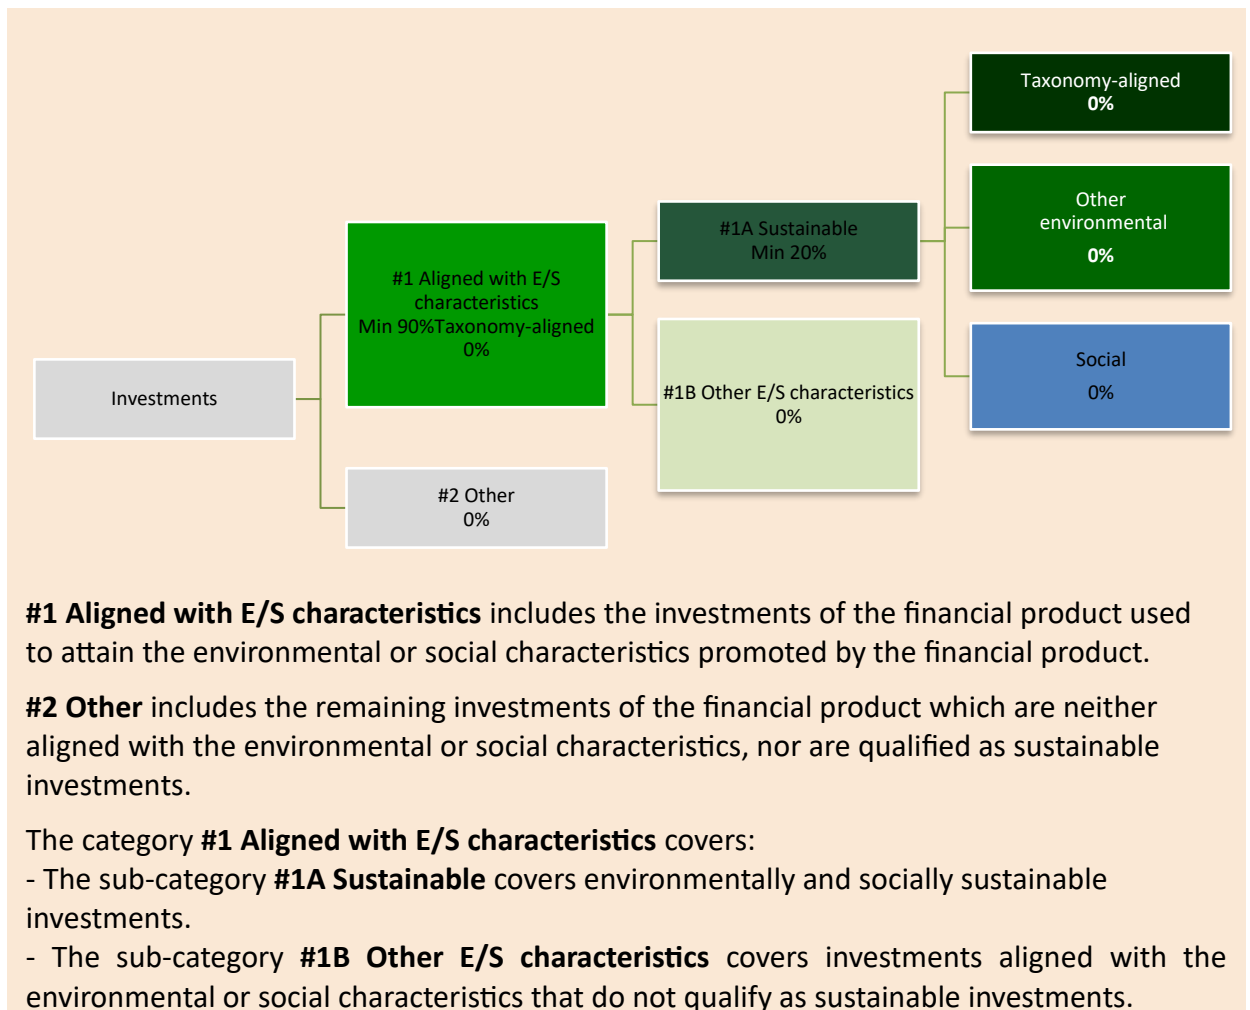 Investments
#1 Aligned with E/S
characteristics
Min 90%Taxonomy-aligned
0%
#2 Other
0%
#1A Sustainable
Min 20%
#1B Other E/S characteristics
0%
Taxonomy-aligned
0%
Other
environmental
0%
Social
0%
#1 Aligned with E/S characteristics includes the investments of the financial product used
to attain the environmental or social characteristics promoted by the financial product.
#2 Other includes the remaining investments of the financial product which are neither
aligned with the environmental or social characteristics, nor are qualified as sustainable
investments.
The category #1 Aligned with E/S characteristics covers:
- The sub-category #1A Sustainable covers environmentally and socially sustainable
investments.
- The sub-category #1B Other E/S characteristics covers investments aligned with the
environmental or social characteristics that do not qualify as sustainable investments.